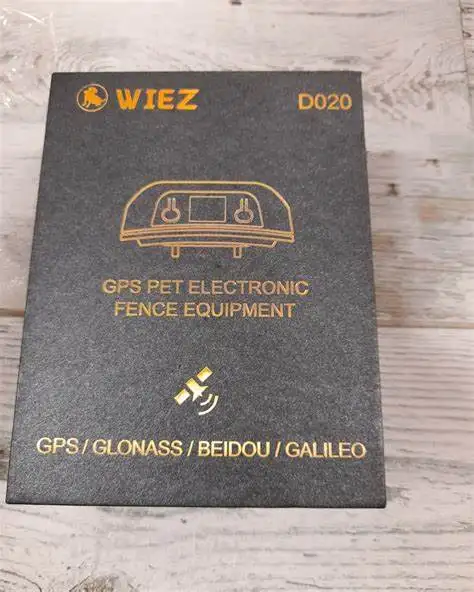 WIEZ D020
GPS PET ELECTRONIC
FENCE EQUIPMENT
GPS / GLONASS / BEIDOU / GALILEO